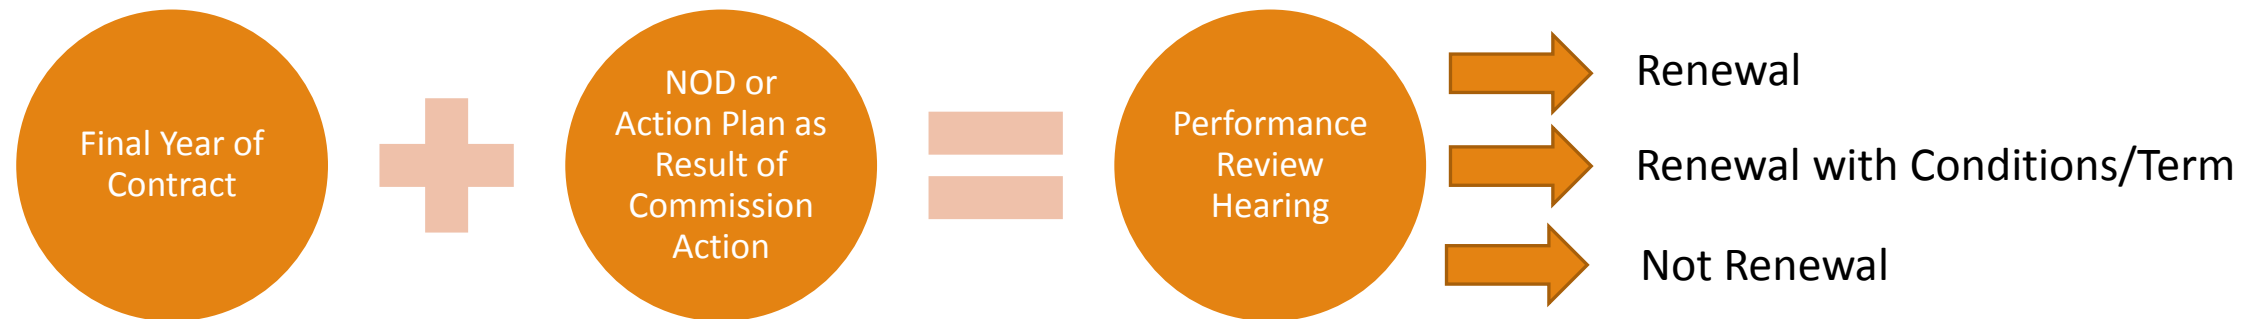 Final Year of
Contract
NOD or
Action Plan as
Result of
Commission
Action
Performance
Review
Hearing
Renewal
Renewal with Conditions/Term
Not Renewal